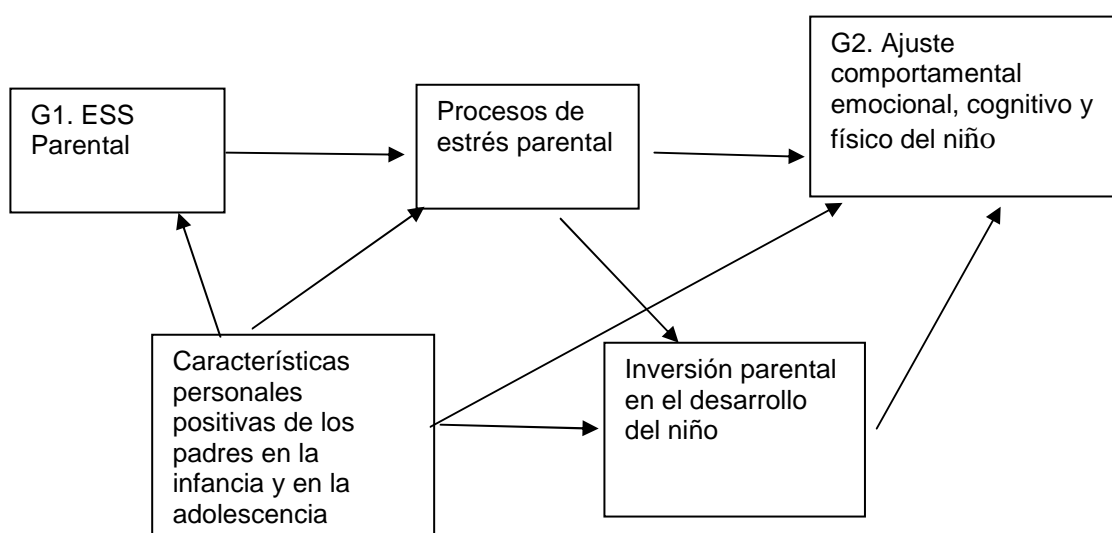 G1. ESS
Parental
Procesos de
estrés parental
G2. Ajuste
comportamental
emocional, cognitivo y
físico del niño
Características
personales
positivas de los
padres en la
infancia y en la
adolescencia
Inversión parental
en el desarrollo
del niño